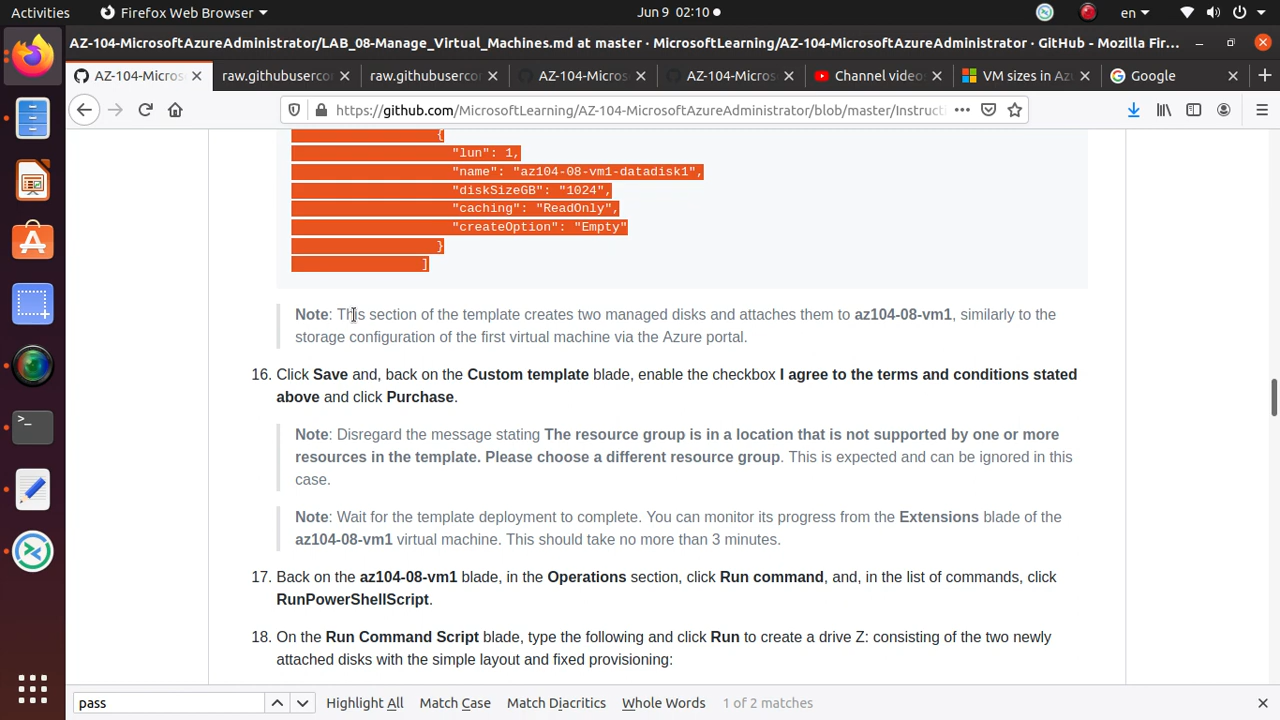 Activities
Firefox Web Browser
Jun 9 02:10
en
AZ-104-MicrosoftAzureAdministrator/LAB_08-Manage_Virtual_Machines.md at master · MicrosoftLearning/AZ-104-MicrosoftAzureAdministrator · GitHub - Mozilla Fir...
AZ-104-Micros
raw.githubusercon
raw.githubusercon
AZ-104-Micros
AZ-104-Micros
Channel videos
VM sizes in Az
Google
https://github.com/MicrosoftLearning/AZ-104-MicrosoftAzureAdministrator/blob/master/Instructi
{
"lun": 1,
"name": "az104-08-vm1-datadisk1",
"diskSizeGB": "1024",
"caching": "ReadOnly",
"createOption": "Empty"
}
]
Note: This section of the template creates two managed disks and attaches them to az104-08-vm1, similarly to the
storage configuration of the first virtual machine via the Azure portal.
16. Click Save and, back on the Custom template blade, enable the checkbox I agree to the terms and conditions stated
above and click Purchase.
Note: Disregard the message stating The resource group is in a location that is not supported by one or more
resources in the template. Please choose a different resource group. This is expected and can be ignored in this
case.
Note: Wait for the template deployment to complete. You can monitor its progress from the Extensions blade of the
az104-08-vm1 virtual machine. This should take no more than 3 minutes.
17. Back on the az104-08-vm1 blade, in the Operations section, click Run command, and, in the list of commands, click
RunPowerShellScript.
18. On the Run Command Script blade, type the following and click Run to create a drive Z: consisting of the two newly
attached disks with the simple layout and fixed provisioning:
pass
Highlight All
Match Case
Match Diacritics
Whole Words
1 of 2 matches